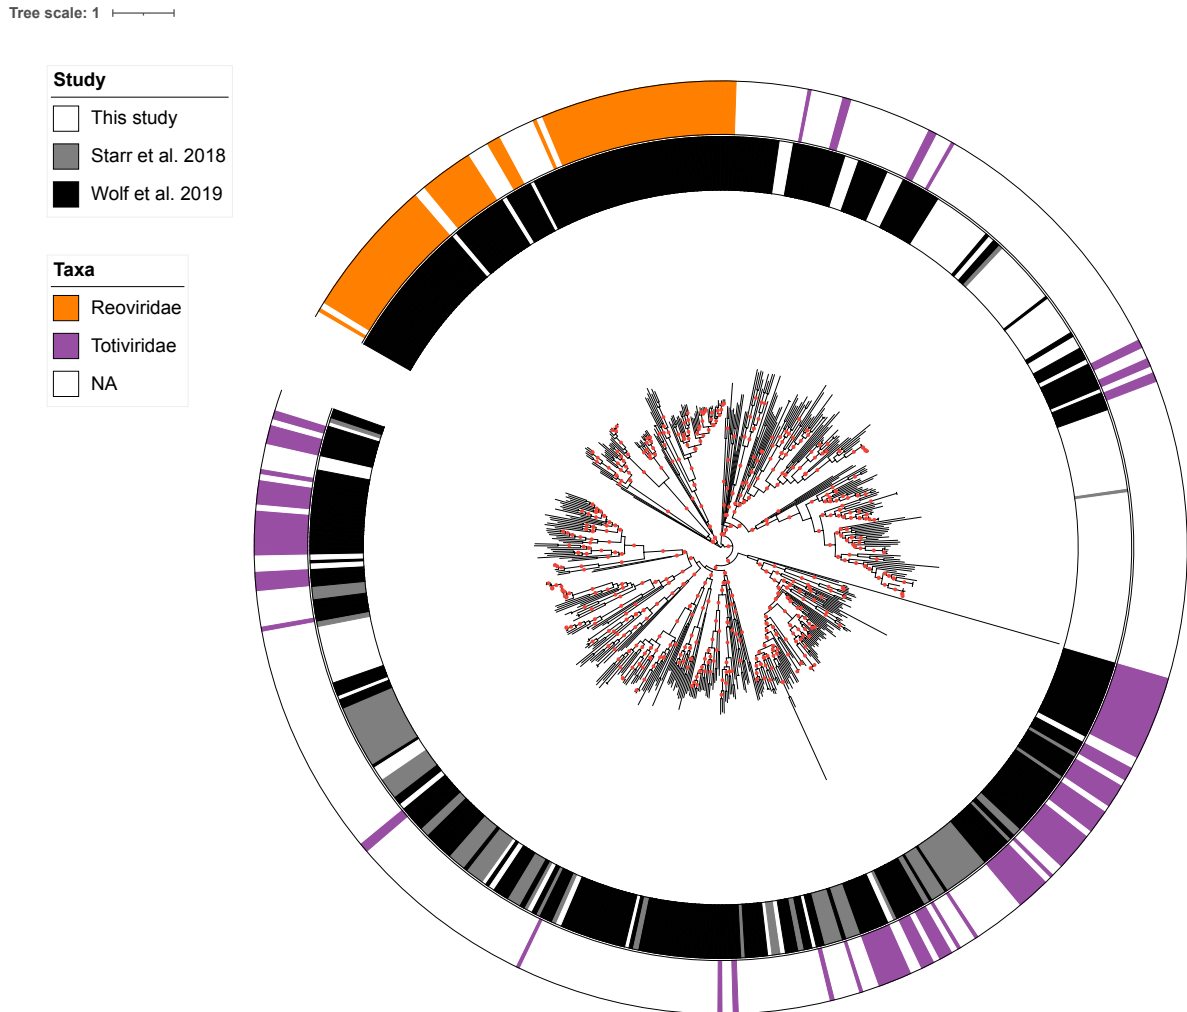 Tree scale: 1
Study
This study
Starr et al. 2018
Wolf et al. 2019
Taxa
Reoviridae
Totiviridae
NA